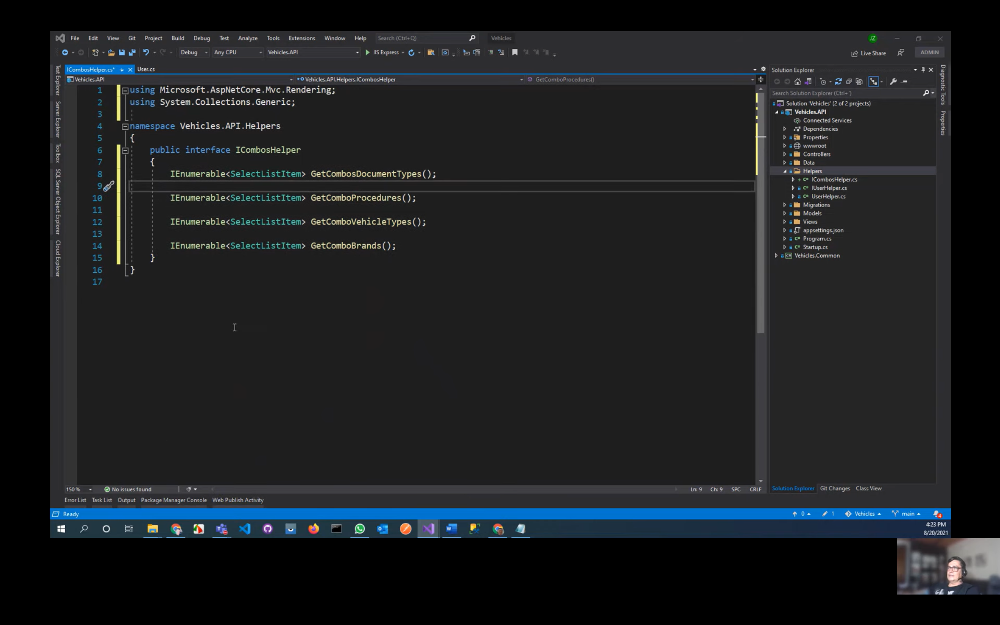 File Edit View Git Project Build Debug Test Analyze Tools Extensions Window Help Search (Ctrl+Q) Vehicles JZ
Debug Any CPU Vehicles.API IIS Express Live Share ADMIN
ICombosHelper.cs* User.cs
Vehicles.API Vehicles.API.Helpers.ICombosHelper GetComboProcedures()
Test Explorer
Server Explorer
Toolbox
SQL Server Object Explorer
Cloud Explorer
1 using Microsoft.AspNetCore.Mvc.Rendering;
2 using System.Collections.Generic;
3
4 namespace Vehicles.API.Helpers
5 {
6 public interface ICombosHelper
7 {
8 IEnumerable<SelectListItem> GetCombosDocumentTypes();
9
10 IEnumerable<SelectListItem> GetComboProcedures();
11
12 IEnumerable<SelectListItem> GetComboVehicleTypes();
13
14 IEnumerable<SelectListItem> GetComboBrands();
15 }
16 }
17
150 % No issues found Ln: 9 Ch: 9 SPC CRLF
Solution Explorer
Search Solution Explorer (Ctrl+´)
Solution 'Vehicles' (2 of 2 projects)
Vehicles.API
Connected Services
Dependencies
Properties
wwwroot
Controllers
Data
Helpers
ICombosHelper.cs
IUserHelper.cs
UserHelper.cs
Migrations
Models
Views
appsettings.json
Program.cs
Startup.cs
Vehicles.Common
Solution Explorer Git Changes Class View
Diagnostic Tools
Properties
Error List Task List Output Package Manager Console Web Publish Activity
Ready 0 1 Vehicles main 4
4:23 PM
8/20/2021